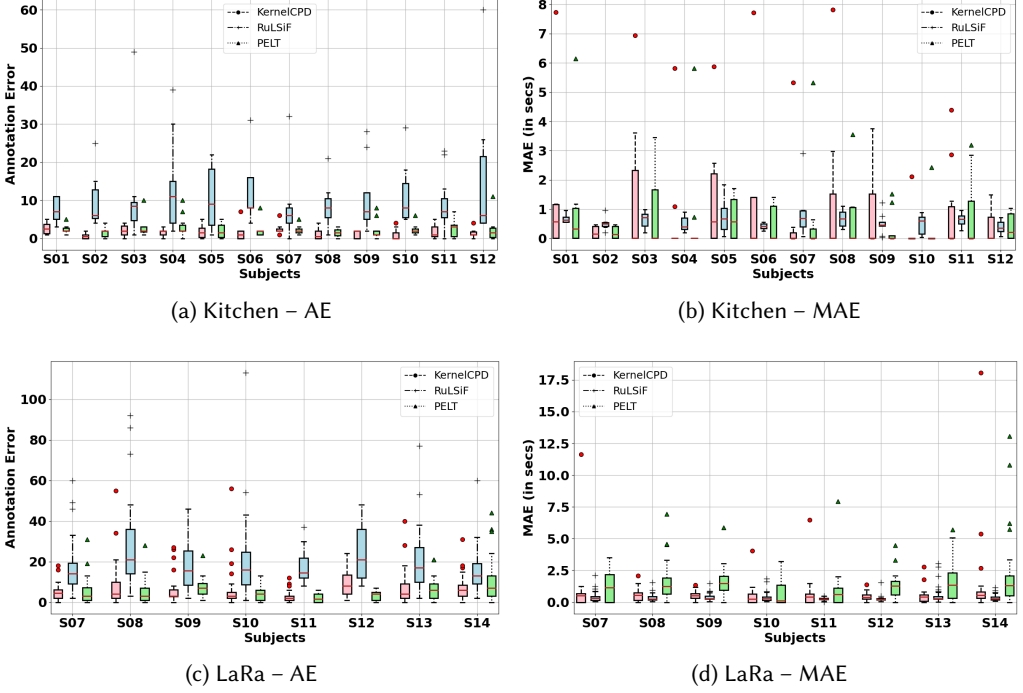 60
50
40
30
20
10
0
Annotation Error
KernelCPD
RuLSiF
PELT
S01 S02 S03 S04 S05 S06 S07 S08 S09 S10 S11 S12
Subjects
(a) Kitchen – AE
8
7
6
5
4
3
2
1
0
MAE (in secs)
KernelCPD
RuLSiF
PELT
S01 S02 S03 S04 S05 S06 S07 S08 S09 S10 S11 S12
Subjects
(b) Kitchen – MAE
100
80
60
40
20
0
Annotation Error
KernelCPD
RuLSiF
PELT
S07 S08 S09 S10 S11 S12 S13 S14
Subjects
(c) LaRa – AE
17.5
15.0
12.5
10.0
7.5
5.0
2.5
0.0
MAE (in secs)
KernelCPD
RuLSiF
PELT
S07 S08 S09 S10 S11 S12 S13 S14
Subjects
(d) LaRa – MAE